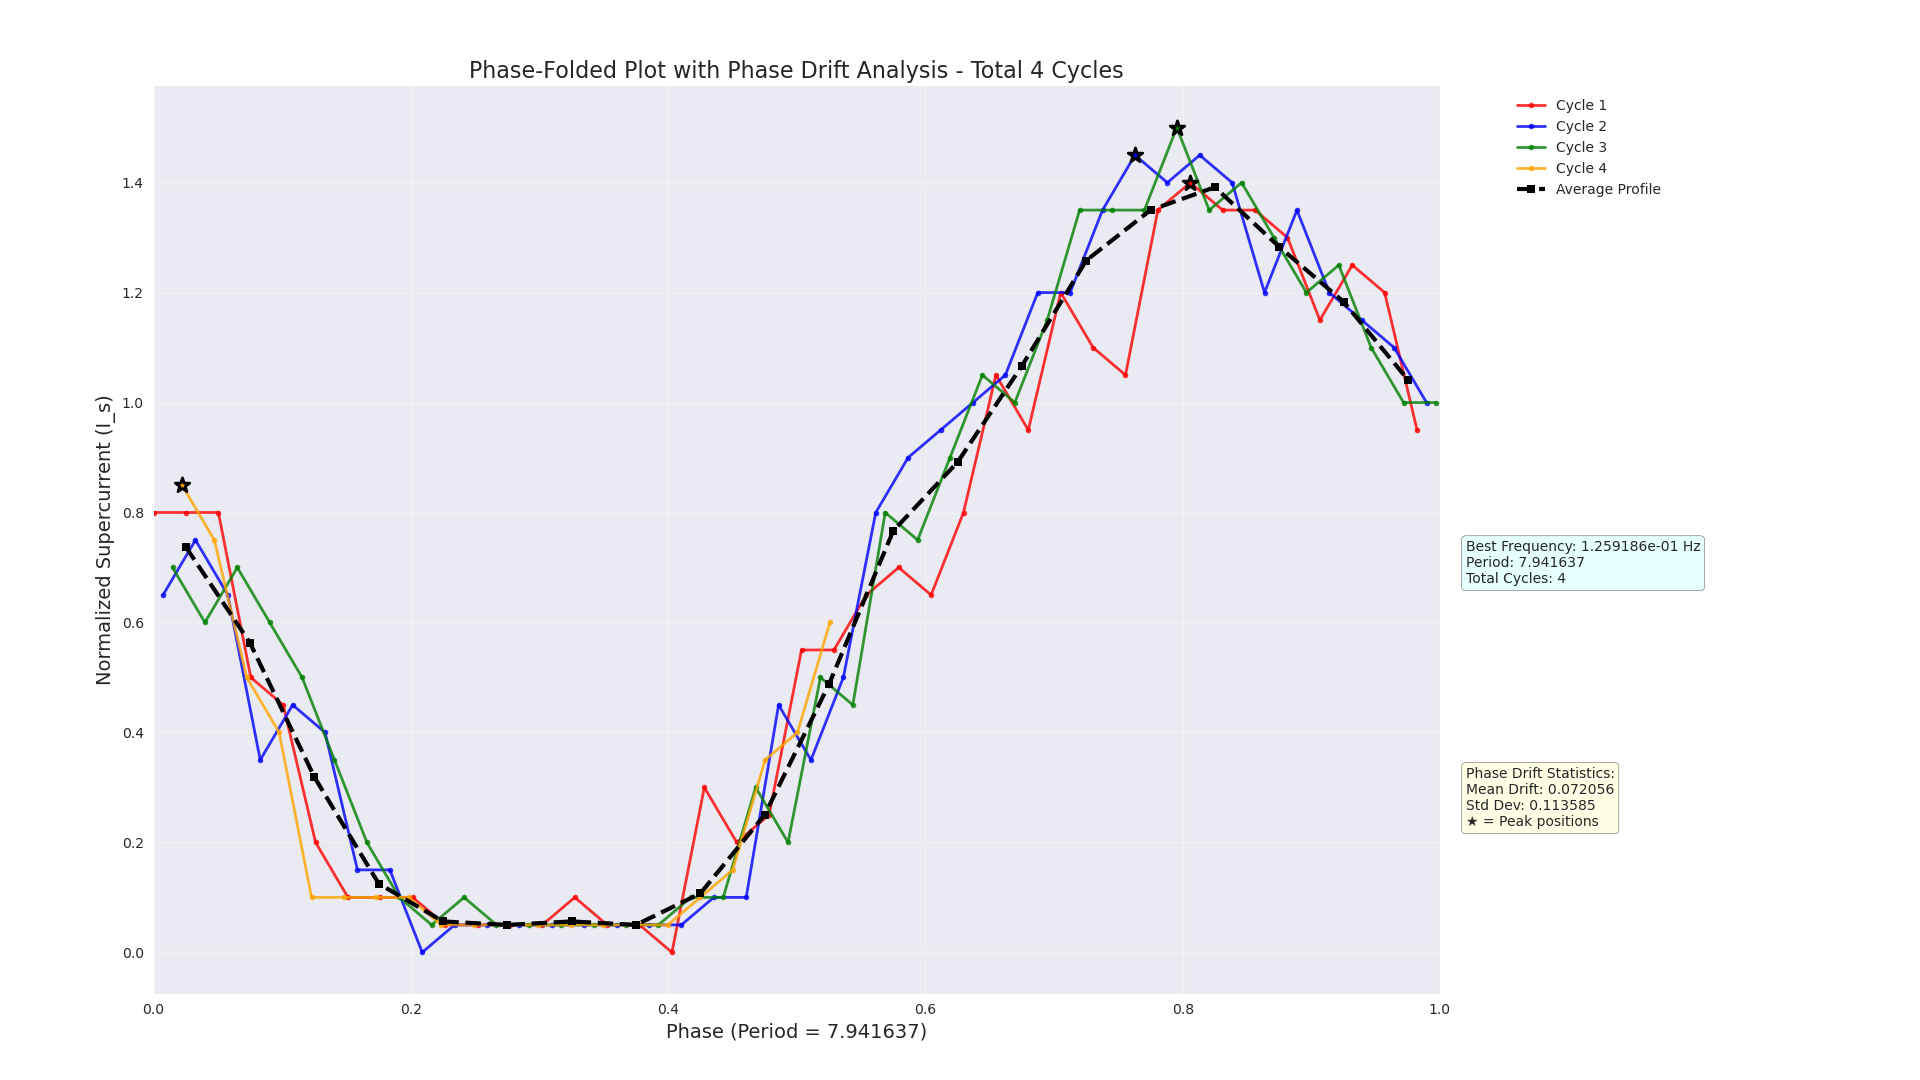 Phase-Folded Plot with Phase Drift Analysis - Total 4 Cycles
Cycle 1
Cycle 2
Cycle 3
Cycle 4
Average Profile
Normalized Supercurrent (I_s)
1.4
1.2
1.0
0.8
0.6
0.4
0.2
0.0
0.0 0.2 0.4 0.6 0.8 1.0
Phase (Period = 7.941637)
Best Frequency: 1.259186e-01 Hz
Period: 7.941637
Total Cycles: 4
Phase Drift Statistics:
Mean Drift: 0.072056
Std Dev: 0.113585
★ = Peak positions